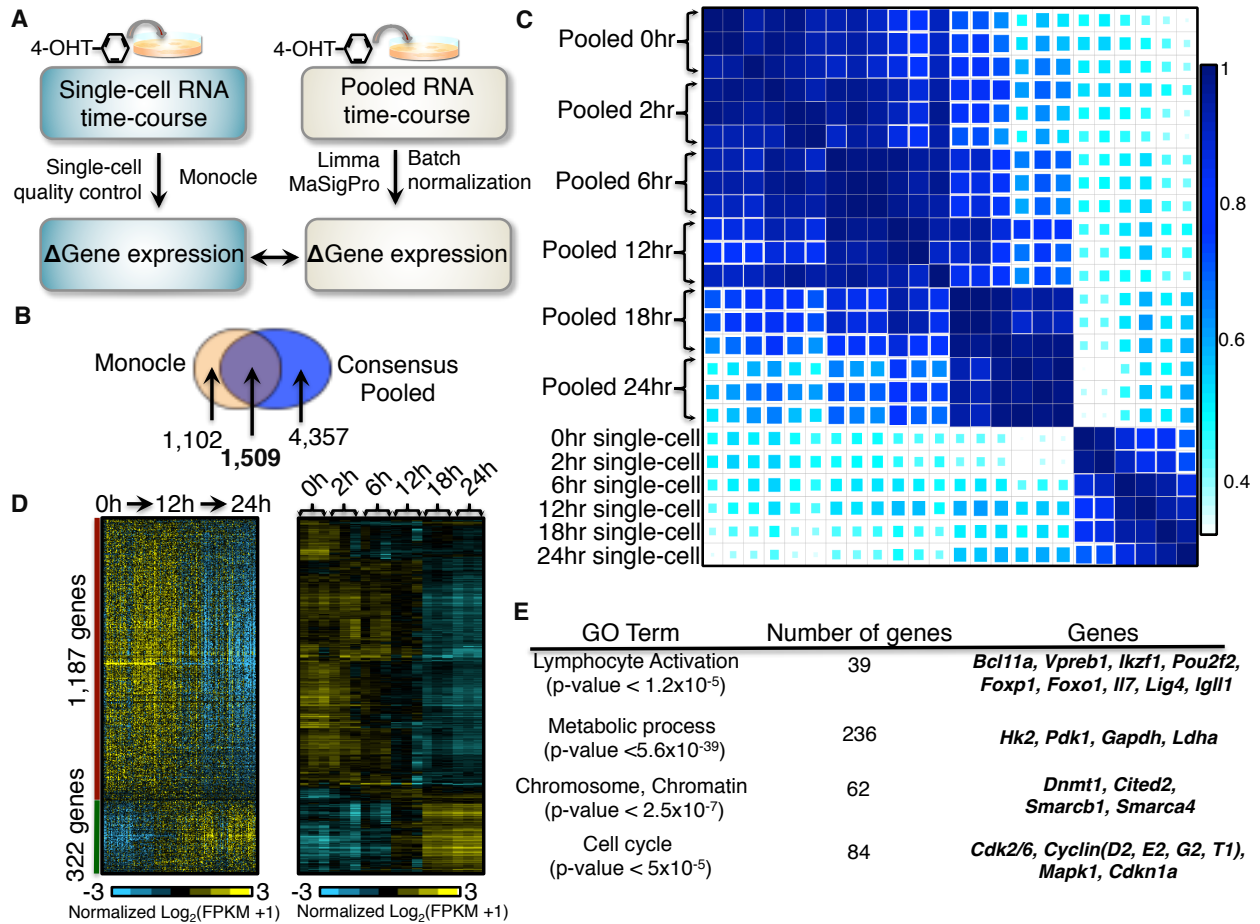 A
4-OHT
4-OHT
Single-cell RNA
time-course
Pooled RNA
time-course
Single-cell
quality control
Monocle
Limma
MaSigPro
Batch
normalization
ΔGene expression
ΔGene expression
B
Monocle
Consensus
Pooled
1,102
1,509
4,357
C
Pooled 0hr
Pooled 2hr
Pooled 6hr
Pooled 12hr
Pooled 18hr
Pooled 24hr
0hr single-cell
2hr single-cell
6hr single-cell
12hr single-cell
18hr single-cell
24hr single-cell
1
0.8
0.6
0.4
D
0h 12h 24h
0h 2h 6h 12h 18h 24h
1,187 genes
322 genes
-3 3
Normalized Log2(FPKM +1)
-3 3
Normalized Log2(FPKM +1)
E
GO Term Number of genes Genes
Lymphocyte Activation
(p-value < 1.2x10-5)
39
Bcl11a, Vpreb1, Ikzf1, Pou2f2,
Foxp1, Foxo1, Il7, Lig4, Igll1
Metabolic process
(p-value <5.6x10-39)
236
Hk2, Pdk1, Gapdh, Ldha
Chromosome, Chromatin
(p-value < 2.5x10-7)
62
Dnmt1, Cited2,
Smarcb1, Smarca4
Cell cycle
(p-value < 5x10-5)
84
Cdk2/6, Cyclin(D2, E2, G2, T1),
Mapk1, Cdkn1a